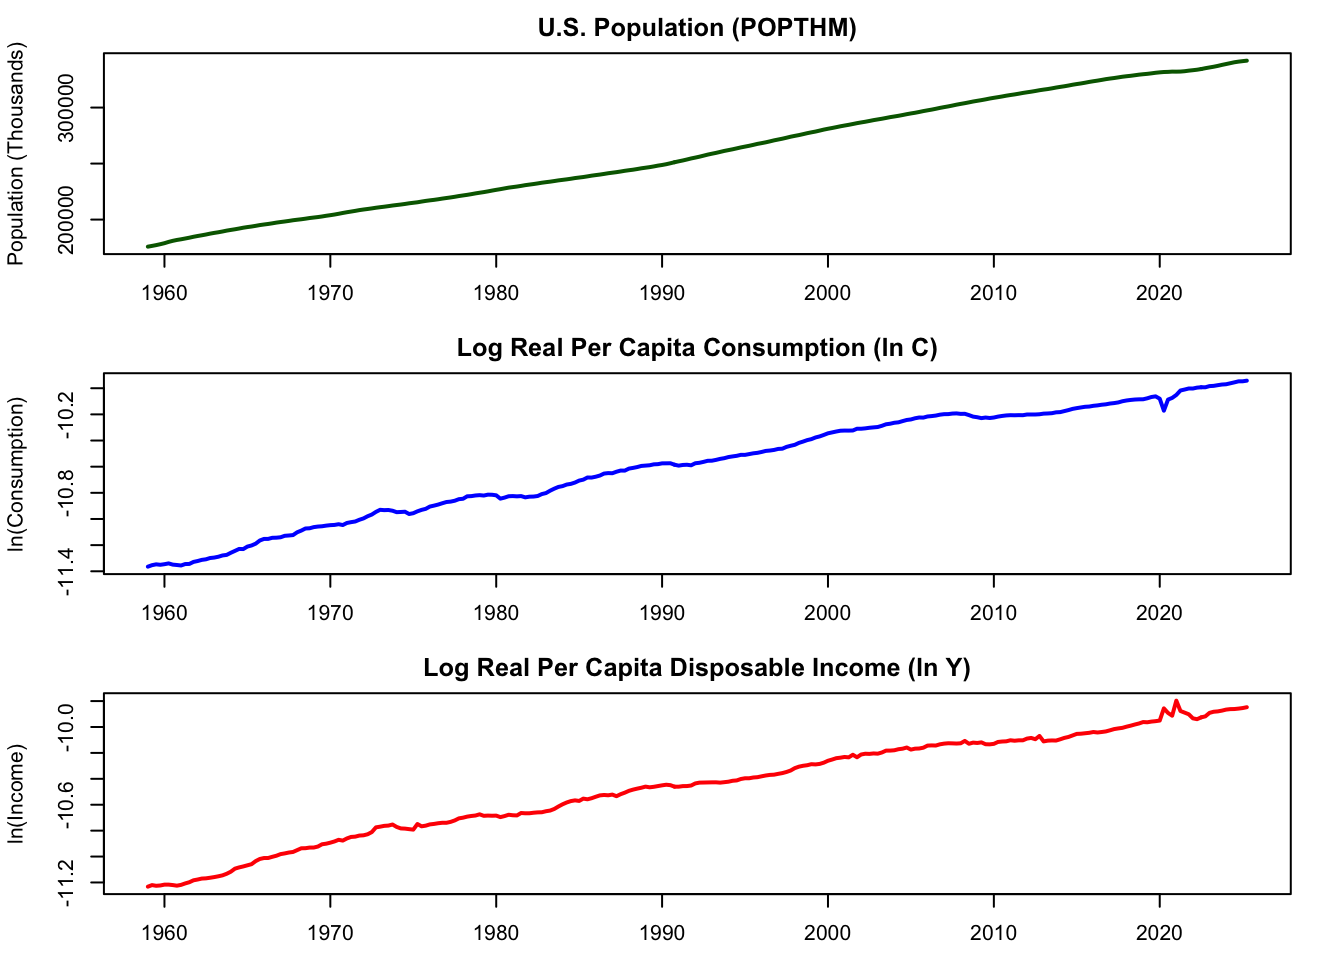 U.S. Population (POPTHM)
Population (Thousands)
300000
200000
1960 1970 1980 1990 2000 2010 2020
Log Real Per Capita Consumption (ln C)
ln(Consumption)
-10.2
-10.8
-11.4
1960 1970 1980 1990 2000 2010 2020
Log Real Per Capita Disposable Income (ln Y)
ln(Income)
-10.0
-10.6
-11.2
1960 1970 1980 1990 2000 2010 2020